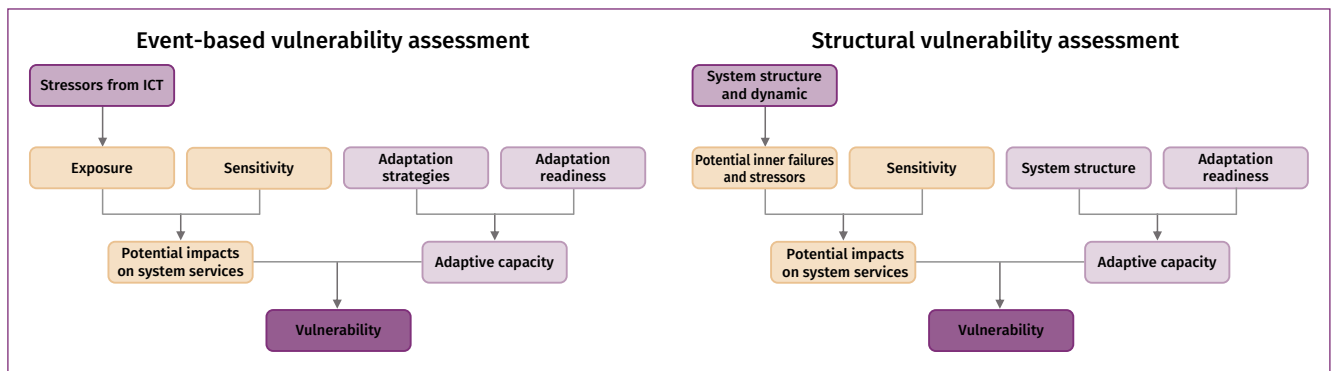 Event-based vulnerability assessment
Stressors from ICT
Exposure
Sensitivity
Adaptation
strategies
Adaptation
readiness
Potential impacts
on system services
Adaptive capacity
Vulnerability
Structural vulnerability assessment
System structure
and dynamic
Potential inner failures
and stressors
Sensitivity
System structure
Adaptation
readiness
Potential impacts
on system services
Adaptive capacity
Vulnerability